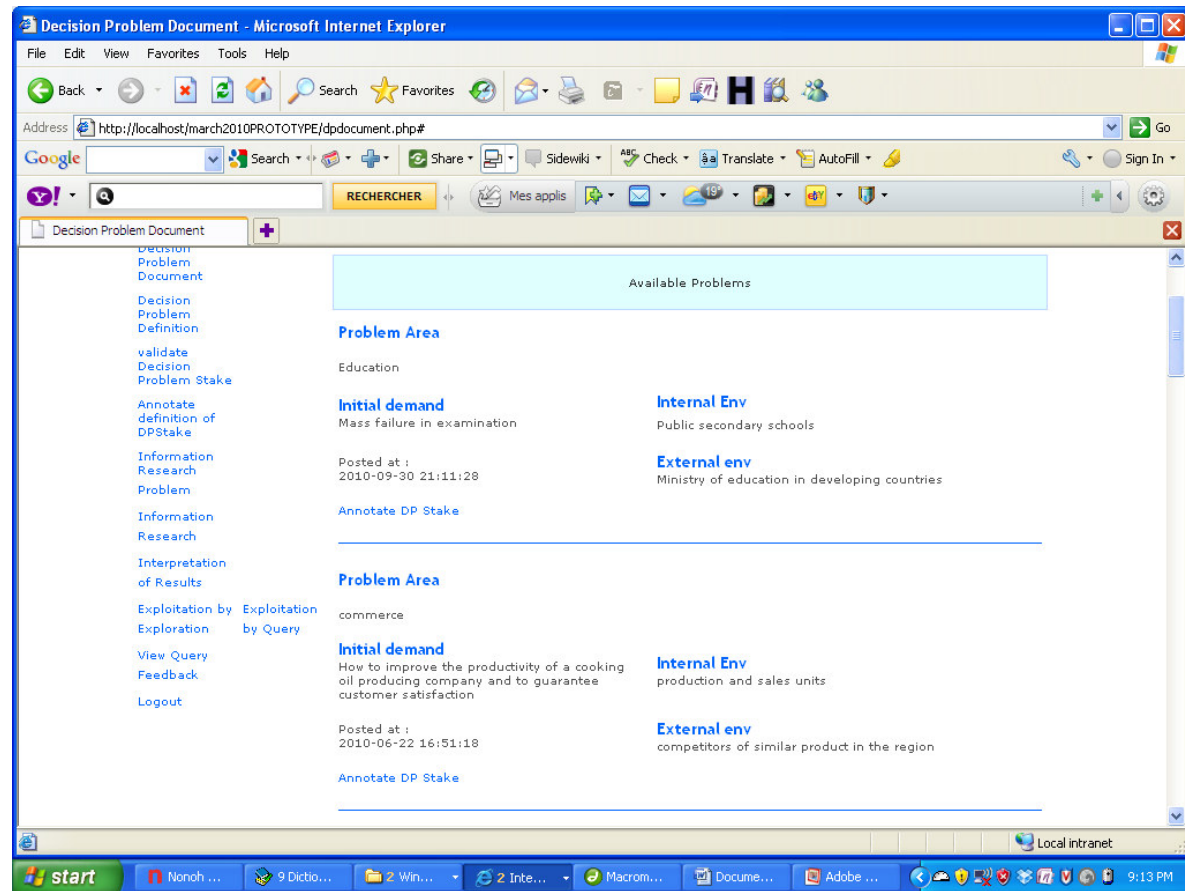 Decision Problem Document - Microsoft Internet Explorer
File Edit View Favorites Tools Help
Back Search Favorites
Address http://localhost/march2010PROTOTYPE/dpdocument.php# Go
Google Search Share Sidewiki Check Translate AutoFill Sign In
Y! RECHERCHER Mes applis 19°
Decision Problem Document
Decision
Problem
Document
Decision
Problem
Definition
validate
Decision
Problem Stake
Annotate
definition of
DPStake
Information
Research
Problem
Information
Research
Interpretation
of Results
Exploitation by Exploitation
Exploration by Query
View Query
Feedback
Logout
Available Problems
Problem Area
Education
Initial demand
Mass failure in examination
Internal Env
Public secondary schools
Posted at :
2010-09-30 21:11:28
External env
Ministry of education in developing countries
Annotate DP Stake
Problem Area
commerce
Initial demand
How to improve the productivity of a cooking
oil producing company and to guarantee
customer satisfaction
Internal Env
production and sales units
Posted at :
2010-06-22 16:51:18
External env
competitors of similar product in the region
Annotate DP Stake
Local intranet
start Nonoh ... 9 Dictio... 2 Win... 2 Inte... Macrom... Docume... Adobe ... 9:13 PM